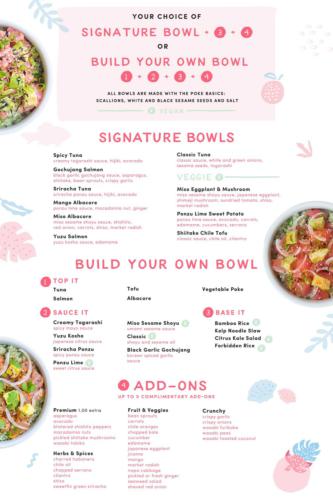 YOUR CHOICE OF
SIGNATURE BOWL + 3 + 4
OR
BUILD YOUR OWN BOWL
1 + 2 + 3 + 4
ALL BOWLS ARE MADE WITH THE POKE BASICS:
SCALLIONS, WHITE AND BLACK SESAME SEEDS AND SALT
VEGAN
SIGNATURE BOWLS
Spicy Tuna
creamy togarashi sauce, hijiki, avocado
Gochujang Salmon
black garlic gochujang sauce, asparagus,
shiitake, bean sprouts, crispy garlic
Sriracha Tuna
sriracha ponzu sauce, hijiki, avocado
Mango Albacore
ponzu lime sauce, macadamia nut, ginger
Miso Albacore
miso sesame shoyu sauce, shishito,
red onion, carrots, shiso, market radish
Yuzu Salmon
yuzu kosho sauce, edamame
Classic Tuna
classic sauce, white and green onions,
sesame seeds, togarashi
VEGGIE
Miso Eggplant & Mushroom
miso sesame shoyu sauce, japanese eggplant,
shimeji mushroom, sundried tomato, shiso,
market radish
Ponzu Lime Sweet Potato
ponzu lime sauce, avocado, carrots,
edamame, cucumbers, serrano
Shiitake Chile Tofu
classic sauce, chile oil, cilantro
BUILD YOUR OWN BOWL
1 TOP IT
Tuna
Salmon
Tofu
Albacore
Vegetable Poke
2 SAUCE IT
Creamy Togarashi
spicy mayo sauce
Yuzu Kosho
japanese citrus sauce
Sriracha Ponzu
spicy ponzu sauce
Ponzu Lime
sweet citrus sauce
Miso Sesame Shoyu
umami sesame sauce
Classic
shoyu and sesame oil
Black Garlic Gochujang
korean spiced garlic
sauce
3 BASE IT
Bamboo Rice
Kelp Noodle Slaw
Citrus Kale Salad
Forbidden Rice
4 ADD-ONS
UP TO 5 COMPLIMENTARY ADD-ONS
Premium 1.00 extra
asparagus
avocado
blistered shishito peppers
macadamia nuts
pickled shiitake mushrooms
wasabi tobiko
Herbs & Spices
charred habanero
chile oil
chopped serrano
cilantro
shiso
sweetfin green sriracha
Fruit & Veggies
bean sprouts
carrots
chile oranges
chopped kale
cucumber
edamame
japanese eggplant
jicama
mango
market radish
napa cabbage
pickled or fresh ginger
seaweed salad
shaved red onion
Crunchy
crispy garlic
crispy onions
wasabi furikake
wasabi peas
wasabi toasted coconut